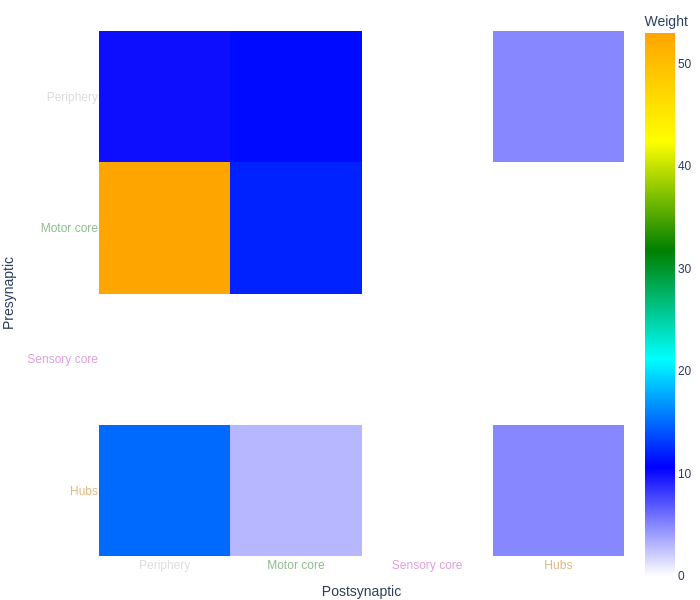 Weight
50
40
30
20
10
0
Presynaptic
Periphery
Motor core
Sensory core
Hubs
Periphery
Motor core
Sensory core
Hubs
Postsynaptic